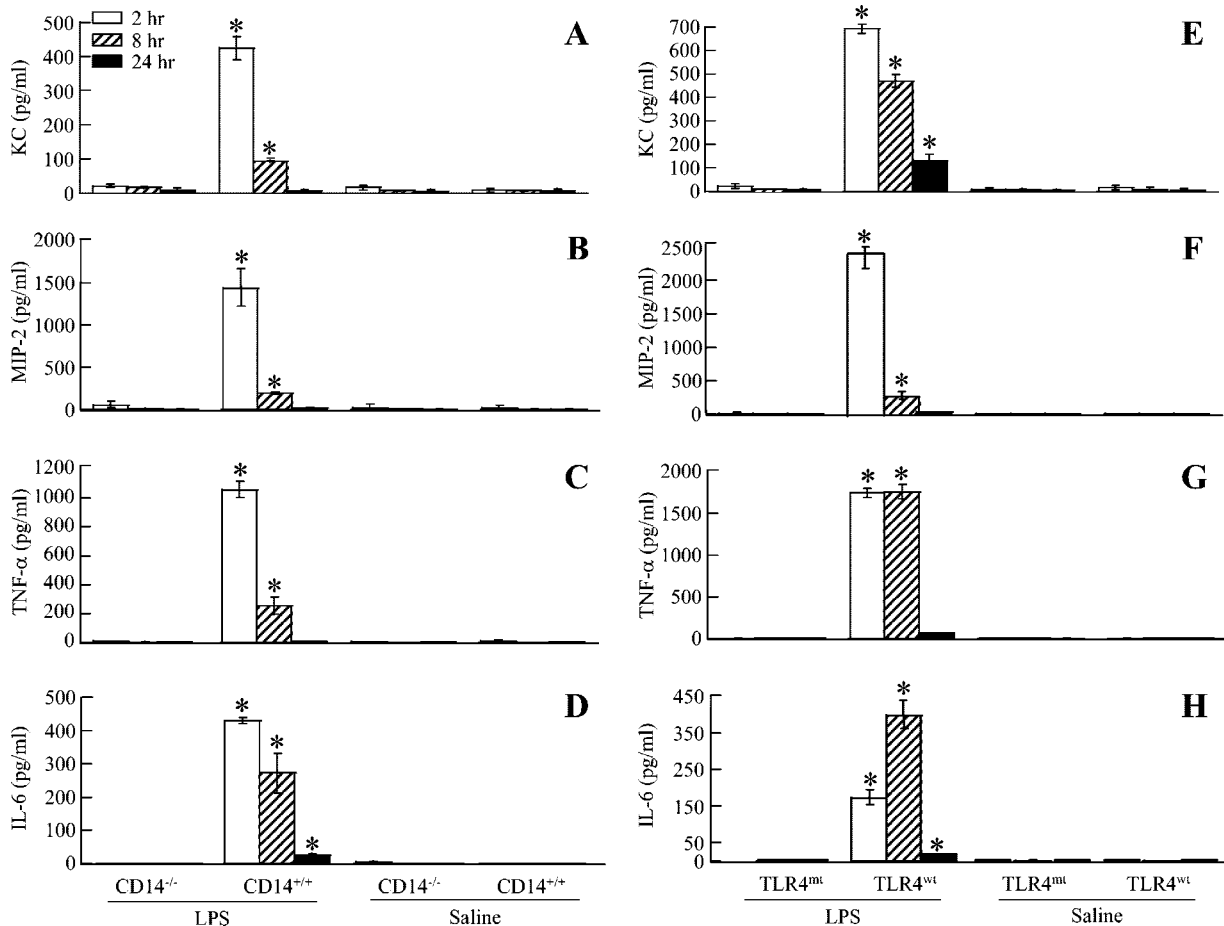 2 hr
8 hr
24 hr
A
KC (pg/ml)
500
400
300
200
100
0
*
*
B
MIP-2 (pg/ml)
2000
1500
1000
500
0
*
*
C
TNF-α (pg/ml)
1200
1000
800
600
400
200
0
*
*
D
IL-6 (pg/ml)
500
400
300
200
100
0
*
*
*
CD14-/- CD14+/+ CD14-/- CD14+/+
LPS Saline
E
KC (pg/ml)
700
600
500
400
300
200
100
0
*
*
*
F
MIP-2 (pg/ml)
2500
2000
1500
1000
500
0
*
*
G
TNF-α (pg/ml)
2000
1500
1000
500
0
* *
H
IL-6 (pg/ml)
450
350
250
150
50
0
*
*
*
TLR4mt TLR4wt TLR4mt TLR4wt
LPS Saline